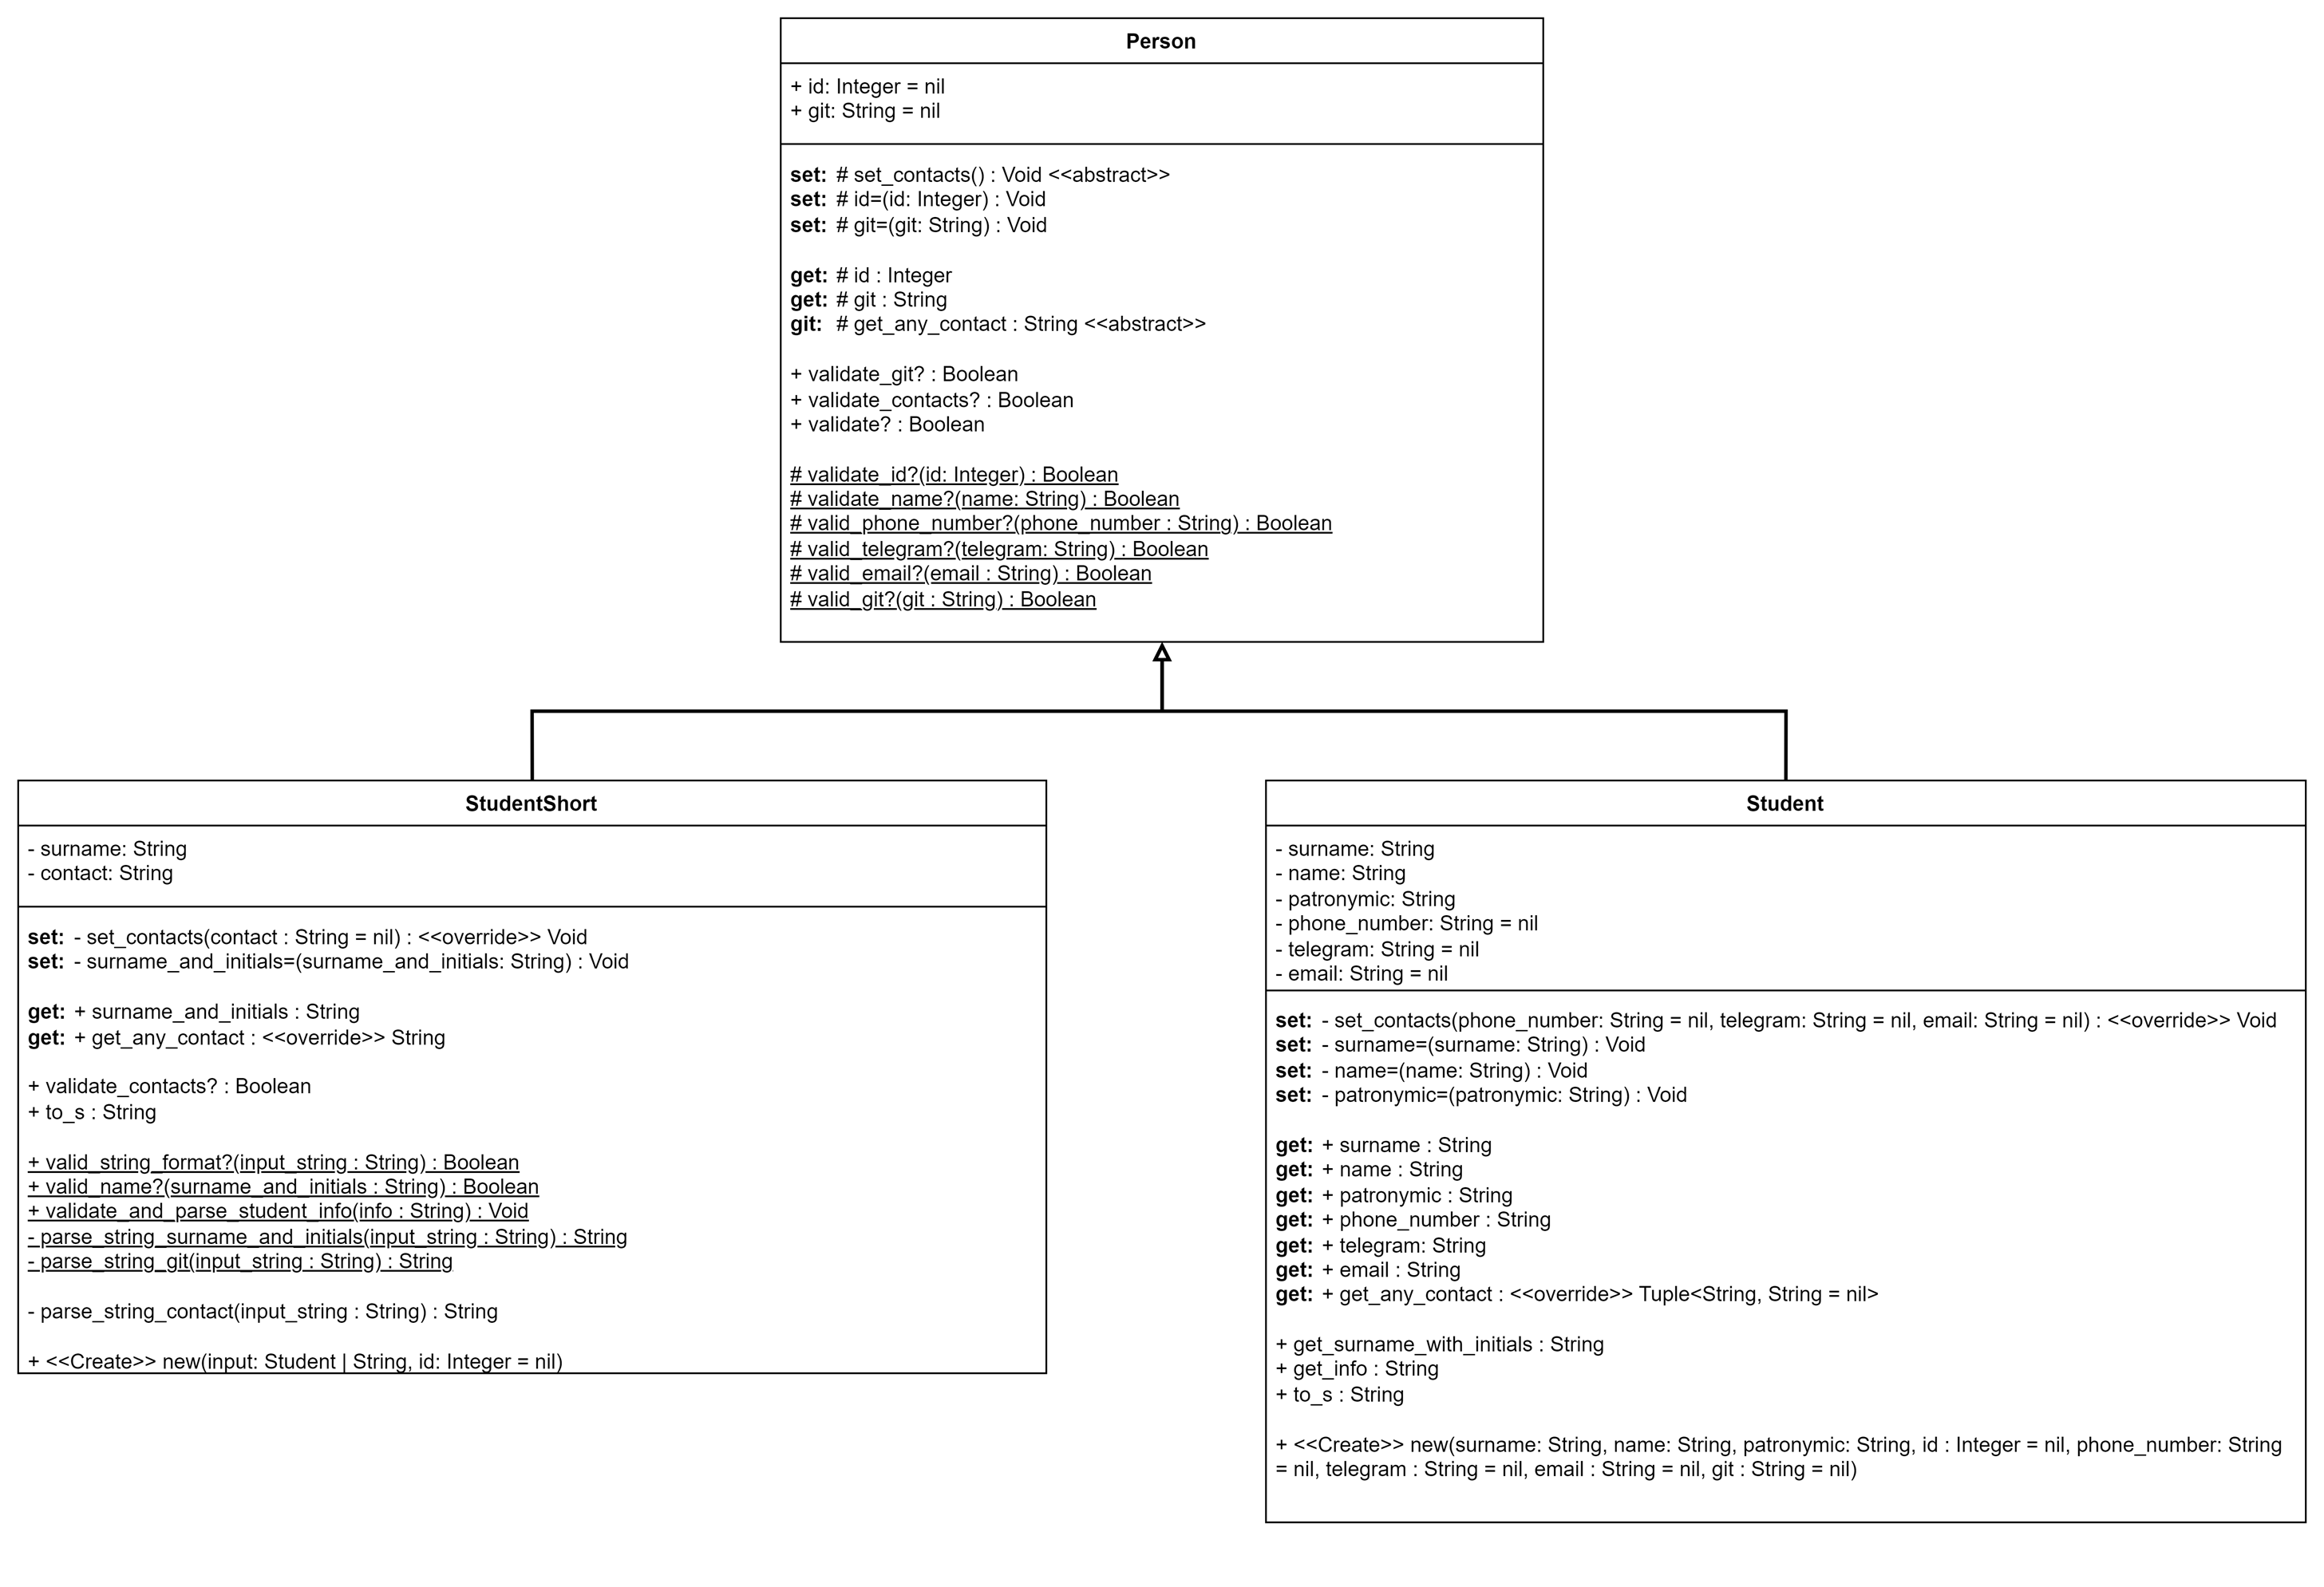 Person
+ id: Integer = nil
+ git: String = nil
set: # set_contacts() : Void <<abstract>>
set: # id=(id: Integer) : Void
set: # git=(git: String) : Void
get: # id : Integer
get: # git : String
git: # get_any_contact : String <<abstract>>
+ validate_git? : Boolean
+ validate_contacts? : Boolean
+ validate? : Boolean
# validate_id?(id: Integer) : Boolean
# validate_name?(name: String) : Boolean
# valid_phone_number?(phone_number : String) : Boolean
# valid_telegram?(telegram: String) : Boolean
# valid_email?(email : String) : Boolean
# valid_git?(git : String) : Boolean
StudentShort
- surname: String
- contact: String
set: - set_contacts(contact : String = nil) : <<override>> Void
set: - surname_and_initials=(surname_and_initials: String) : Void
get: + surname_and_initials : String
get: + get_any_contact : <<override>> String
+ validate_contacts? : Boolean
+ to_s : String
+ valid_string_format?(input_string : String) : Boolean
+ valid_name?(surname_and_initials : String) : Boolean
+ validate_and_parse_student_info(info : String) : Void
- parse_string_surname_and_initials(input_string : String) : String
- parse_string_git(input_string : String) : String
- parse_string_contact(input_string : String) : String
+ <<Create>> new(input: Student | String, id: Integer = nil)
Student
- surname: String
- name: String
- patronymic: String
- phone_number: String = nil
- telegram: String = nil
- email: String = nil
set: - set_contacts(phone_number: String = nil, telegram: String = nil, email: String = nil) : <<override>> Void
set: - surname=(surname: String) : Void
set: - name=(name: String) : Void
set: - patronymic=(patronymic: String) : Void
get: + surname : String
get: + name : String
get: + patronymic : String
get: + phone_number : String
get: + telegram: String
get: + email : String
get: + get_any_contact : <<override>> Tuple<String, String = nil>
+ get_surname_with_initials : String
+ get_info : String
+ to_s : String
+ <<Create>> new(surname: String, name: String, patronymic: String, id : Integer = nil, phone_number: String
= nil, telegram : String = nil, email : String = nil, git : String = nil)